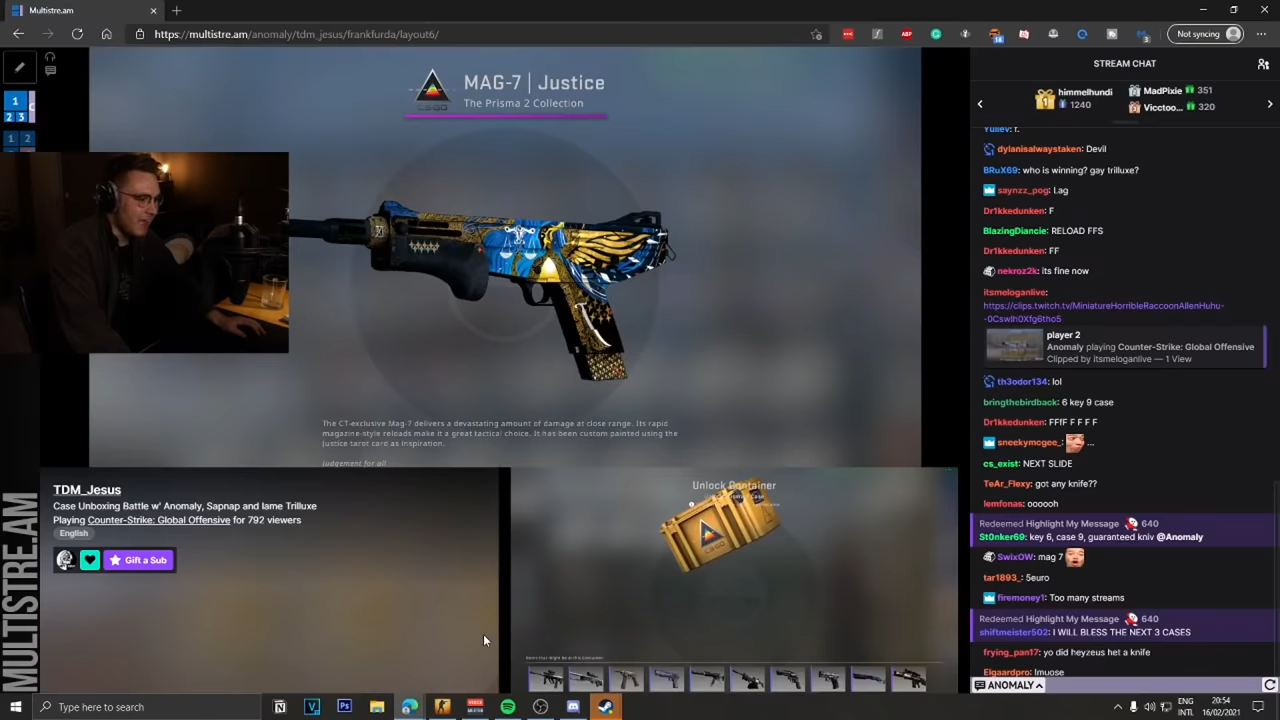 Multistre.am
https://multistre.am/anomaly/tdm_jesus/frankfurda/layout6/
Not syncing
MAG-7 | Justice
The Prisma 2 Collection
The CT-exclusive Mag-7 delivers a devastating amount of damage at close range. Its rapid
magazine-style reloads make it a great tactical choice. It has been custom painted using the
Justice tarot card as inspiration.
Judgement for all
TDM_Jesus
Case Unboxing Battle w' Anomaly, Sapnap and lame Trilluxe
Playing Counter-Strike: Global Offensive for 792 viewers
English
Gift a Sub
Unlock Container
MULTISTRE.AM
STREAM CHAT
himmelhundi
1240
MadPixie 351
Vicctoo... 320
Yuliev: f.
dylanisalwaystaken: Devil
BRuX69: who is winning? gay trilluxe?
saynzz_pog: Lag
Dr1kkedunken: F
BlazingDiancie: RELOAD FFS
Dr1kkedunken: FF
nekroz2k: its fine now
itsmeloganlive:
https://clips.twitch.tv/MiniatureHorribleRaccoonAllenHuhu-
-0CswIh0Xfg6tho5
player 2
Anomaly playing Counter-Strike: Global Offensive
Clipped by itsmeloganlive — 1 View
th3odor134: lol
bringthebirdback: 6 key 9 case
Dr1kkedunken: FFfF F F F F
sneekymcgee_: ...
cs_exist: NEXT SLIDE
TeAr_Flexy: got any knife??
lemfonas: oooooh
Redeemed Highlight My Message 640
St0nker69: key 6, case 9, guaranteed kniv @Anomaly
SwixOW: mag 7
tar1893_: 5euro
firemoney1: Too many streams
Redeemed Highlight My Message 640
shiftmeister502: I WILL BLESS THE NEXT 3 CASES
frying_pan17: yo did heyzeus het a knife
Elgaardpro: lmuose
ANOMALY
Type here to search
ENG
INTL
20:54
16/02/2021